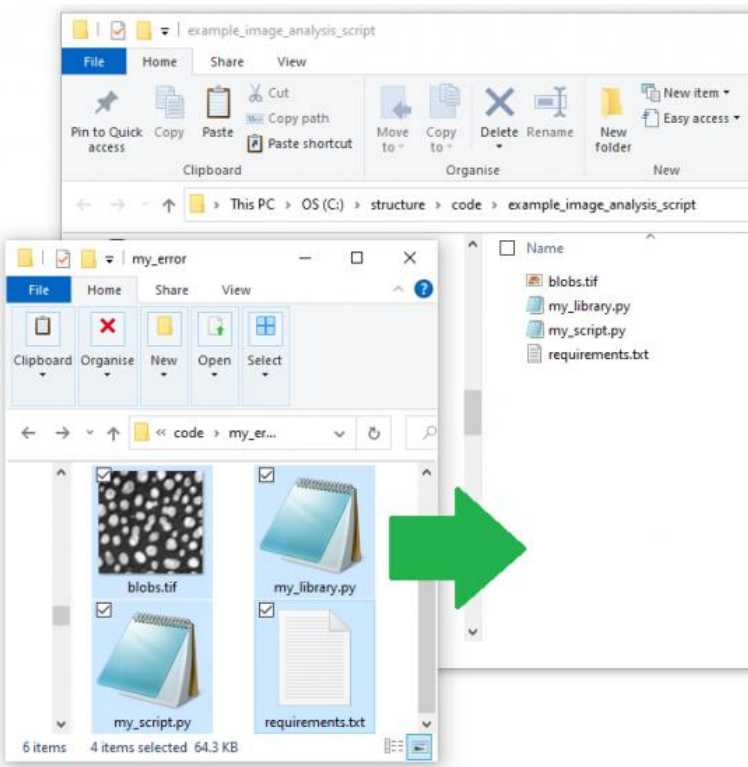 example_image_analysis_script
File Home Share View
Pin to Quick access
Copy
Paste
Cut
Copy path
Paste shortcut
Move to
Copy to
Delete
Rename
New folder
New item
Easy access
Clipboard
Organise
New
This PC > OS (C:) > structure > code > example_image_analysis_script
Name
blobs.tif
my_library.py
my_script.py
requirements.txt
my_error
File Home Share View
Clipboard
Organise
New
Open
Select
« code > my_er...
blobs.tif
my_library.py
my_script.py
requirements.txt
6 items 4 items selected 64.3 KB